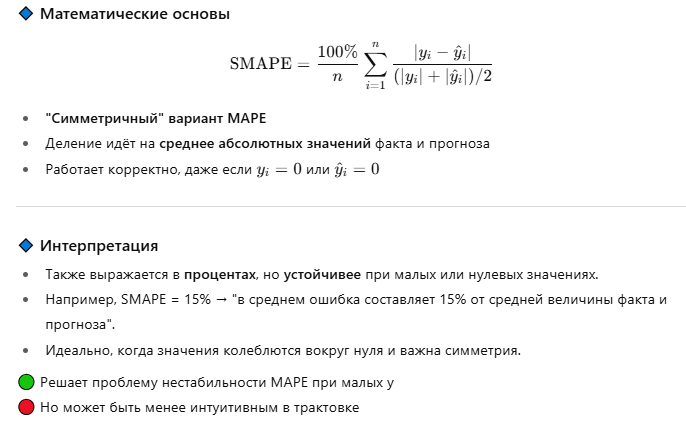 Математические основы
SMAPE = \frac{100\%}{n} \sum_{i=1}^{n} \frac{|y_i - \hat{y}_i|}{(|y_i| + |\hat{y}_i|)/2}
"Симметричный" вариант MAPE
Деление идёт на среднее абсолютных значений факта и прогноза
Работает корректно, даже если y_i = 0 или \hat{y}_i = 0
Интерпретация
Также выражается в процентах, но устойчивее при малых или нулевых значениях.
Например, SMAPE = 15% → "в среднем ошибка составляет 15% от средней величины факта и
прогноза".
Идеально, когда значения колеблются вокруг нуля и важна симметрия.
Решает проблему нестабильности MAPE при малых y
Но может быть менее интуитивным в трактовке